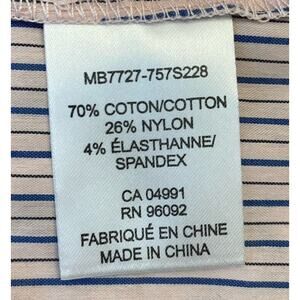 MB7727-757S228
70% COTON/COTTON
26% NYLON
4% ÉLASTHANNE/
SPANDEX
CA 04991
RN 96092
FABRIQUÉ EN CHINE
MADE IN CHINA